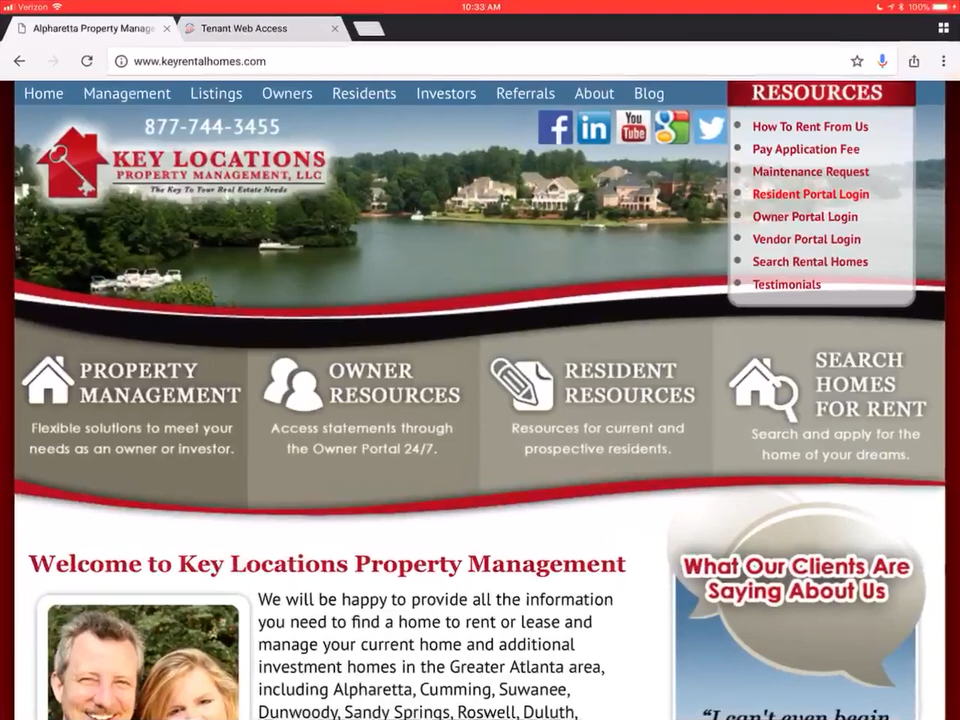 Verizon
10:33 AM
100%
Alpharetta Property Manage
Tenant Web Access
www.keyrentalhomes.com
Home Management Listings Owners Residents Investors Referrals About Blog
RESOURCES
How To Rent From Us
Pay Application Fee
Maintenance Request
Resident Portal Login
Owner Portal Login
Vendor Portal Login
Search Rental Homes
Testimonials
877-744-3455
You
Tube
KEY LOCATIONS
PROPERTY MANAGEMENT, LLC
The Key To Your Real Estate Needs
PROPERTY
MANAGEMENT
Flexible solutions to meet your
needs as an owner or investor.
OWNER
RESOURCES
Access statements through
the Owner Portal 24/7.
RESIDENT
RESOURCES
Resources for current and
prospective residents.
SEARCH
HOMES
FOR RENT
Search and apply for the
home of your dreams.
Welcome to Key Locations Property Management
We will be happy to provide all the information
you need to find a home to rent or lease and
manage your current home and additional
investment homes in the Greater Atlanta area,
including Alpharetta, Cumming, Suwanee,
Dunwoody, Sandy Springs, Roswell, Duluth,
What Our Clients Are
Saying About Us
"I can't even begin